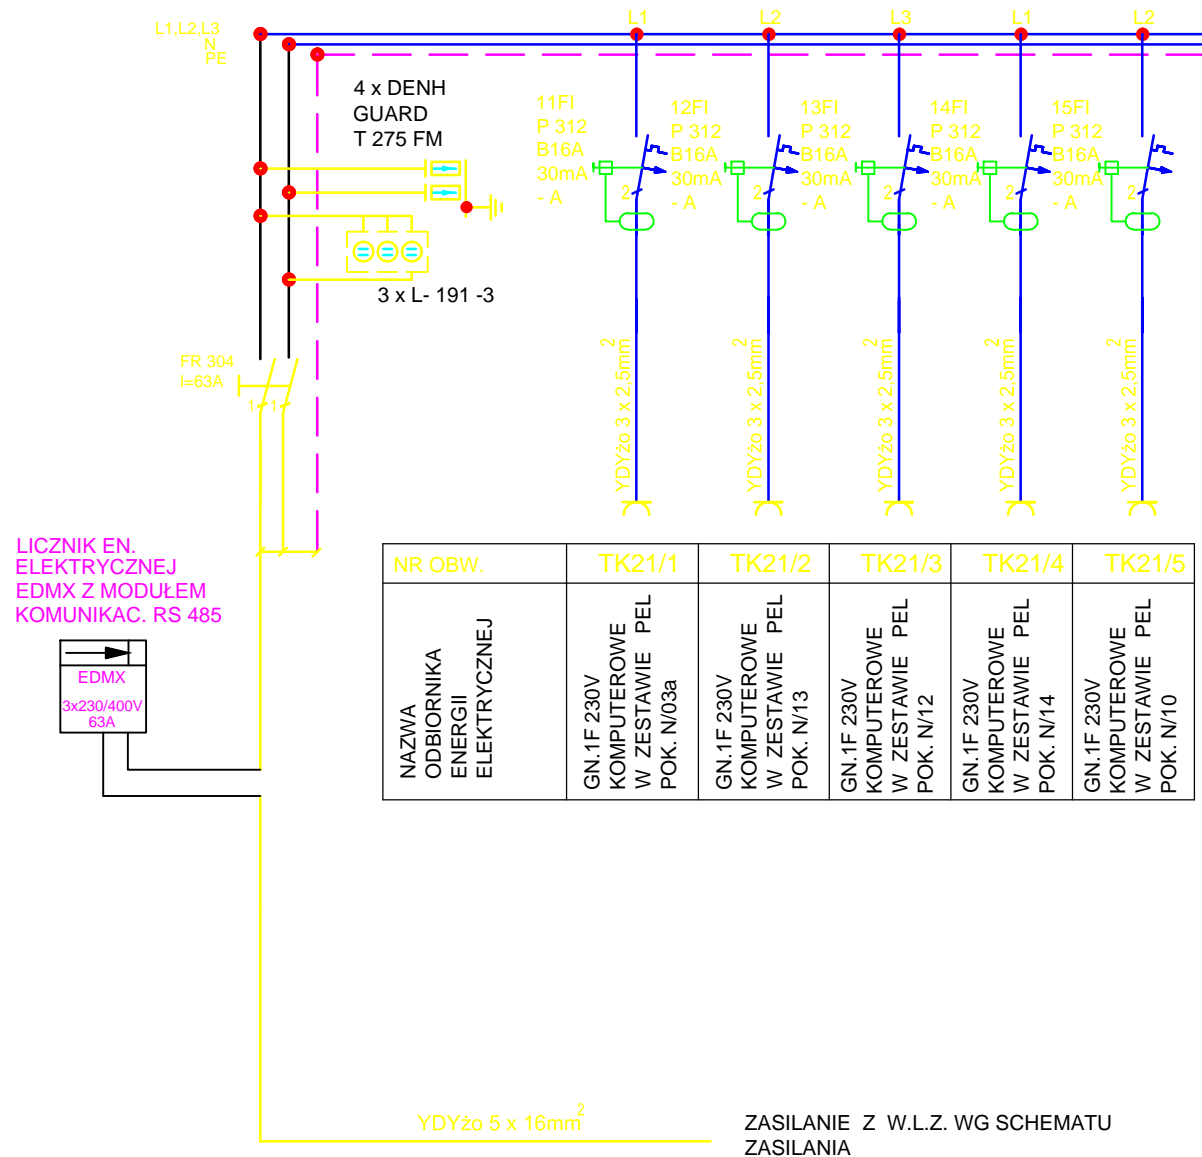 L1,L2,L3
N
PE
L1
L2
L3
L1
L2
4 x DENH
GUARD
T 275 FM
11FI
P 312
B16A
30mA
- A
12FI
P 312
B16A
30mA
- A
13FI
P 312
B16A
30mA
- A
14FI
P 312
B16A
30mA
- A
15FI
P 312
B16A
30mA
- A
2
2
2
2
2
3 x L- 191 -3
FR 304
I=63A
1
1
YDYżo 3 x 2,5mm²
YDYżo 3 x 2,5mm²
YDYżo 3 x 2,5mm²
YDYżo 3 x 2,5mm²
YDYżo 3 x 2,5mm²
LICZNIK EN.
ELEKTRYCZNEJ
EDMX Z MODUŁEM
KOMUNIKAC. RS 485
EDMX
3x230/400V
63A
NR OBW.
TK21/1
TK21/2
TK21/3
TK21/4
TK21/5
NAZWA
ODBIORNIKA
ENERGII
ELEKTRYCZNEJ
GN.1F 230V
KOMPUTEROWE
W ZESTAWIE PEL
POK. N/03a
GN.1F 230V
KOMPUTEROWE
W ZESTAWIE PEL
POK. N/13
GN.1F 230V
KOMPUTEROWE
W ZESTAWIE PEL
POK. N/12
GN.1F 230V
KOMPUTEROWE
W ZESTAWIE PEL
POK. N/14
GN.1F 230V
KOMPUTEROWE
W ZESTAWIE PEL
POK. N/10
YDYżo 5 x 16mm²
ZASILANIE Z W.L.Z. WG SCHEMATU
ZASILANIA